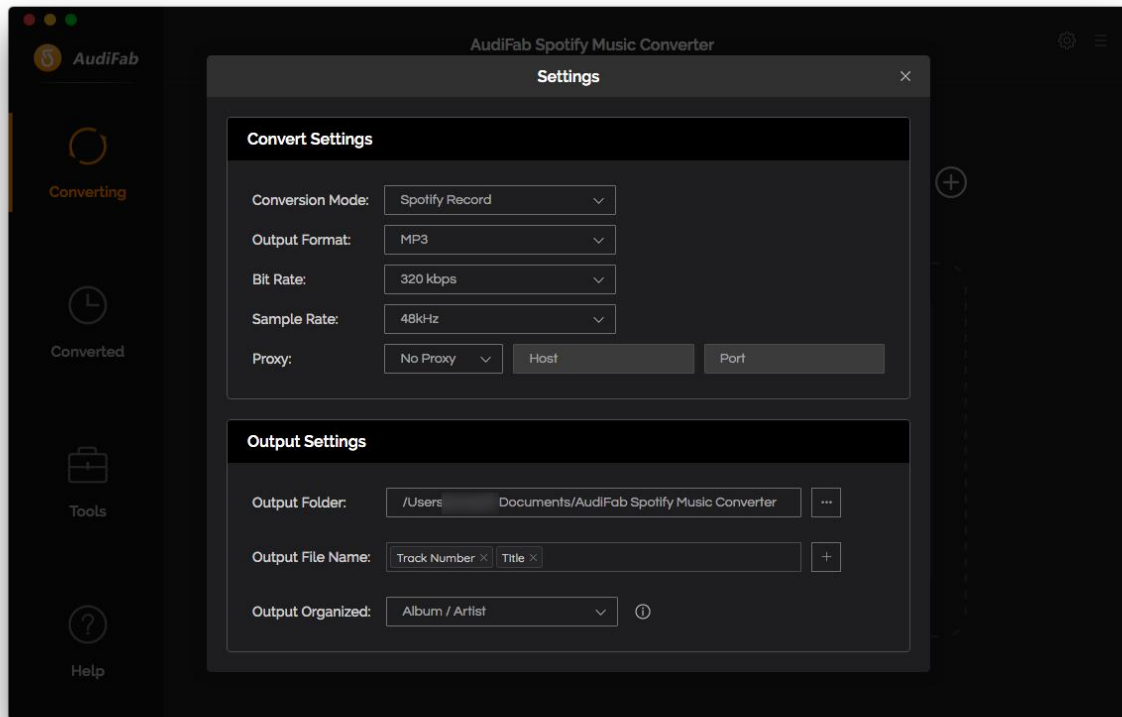 AudiFab Spotify Music Converter
AudiFab
Converting
Converted
Tools
Help
Settings
Convert Settings
Conversion Mode: Spotify Record
Output Format: MP3
Bit Rate: 320 kbps
Sample Rate: 48kHz
Proxy: No Proxy Host Port
Output Settings
Output Folder: /Users Documents/AudiFab Spotify Music Converter ...
Output File Name: Track Number × Title × +
Output Organized: Album / Artist